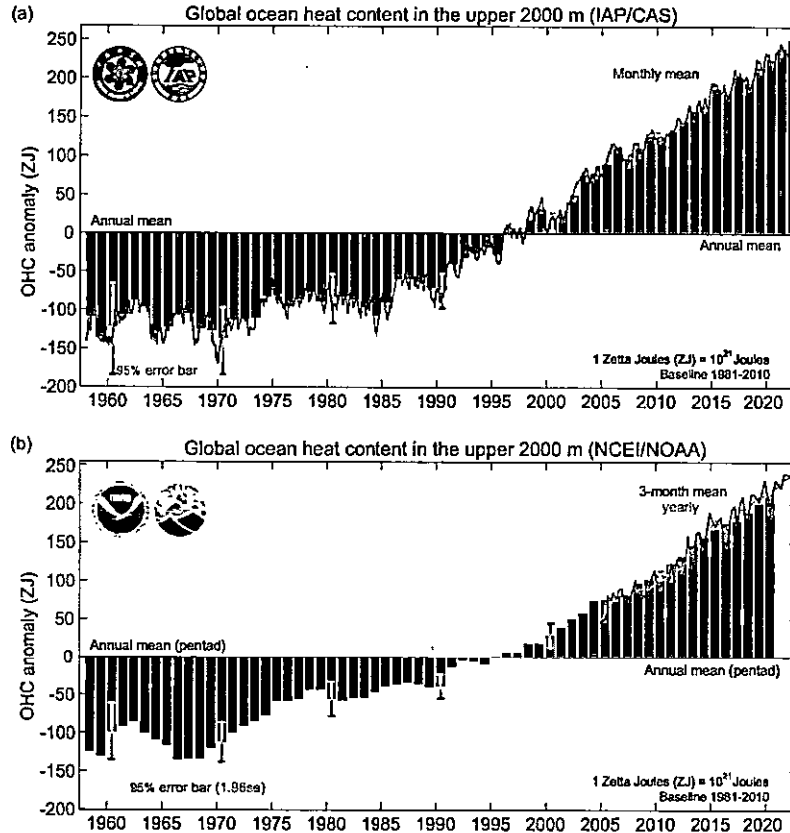 (a) Global ocean heat content in the upper 2000 m (IAP/CAS)
250
200
150
100
50
0
-50
-100
-150
-200
OHC anomaly (ZJ)
IAP
Monthly mean
Annual mean
Annual mean
95% error bar
1 Zetta Joules (ZJ) = 10²¹ Joules
Baseline 1981-2010
1960 1965 1970 1975 1980 1985 1990 1995 2000 2005 2010 2015 2020
(b) Global ocean heat content in the upper 2000 m (NCEI/NOAA)
250
200
150
100
50
0
-50
-100
-150
-200
OHC anomaly (ZJ)
3-month mean
yearly
Annual mean (pentad)
Annual mean (pentad)
95% error bar (1.96se)
1 Zetta Joules (ZJ) = 10²¹ Joules
Baseline 1981-2010
1960 1965 1970 1975 1980 1985 1990 1995 2000 2005 2010 2015 2020